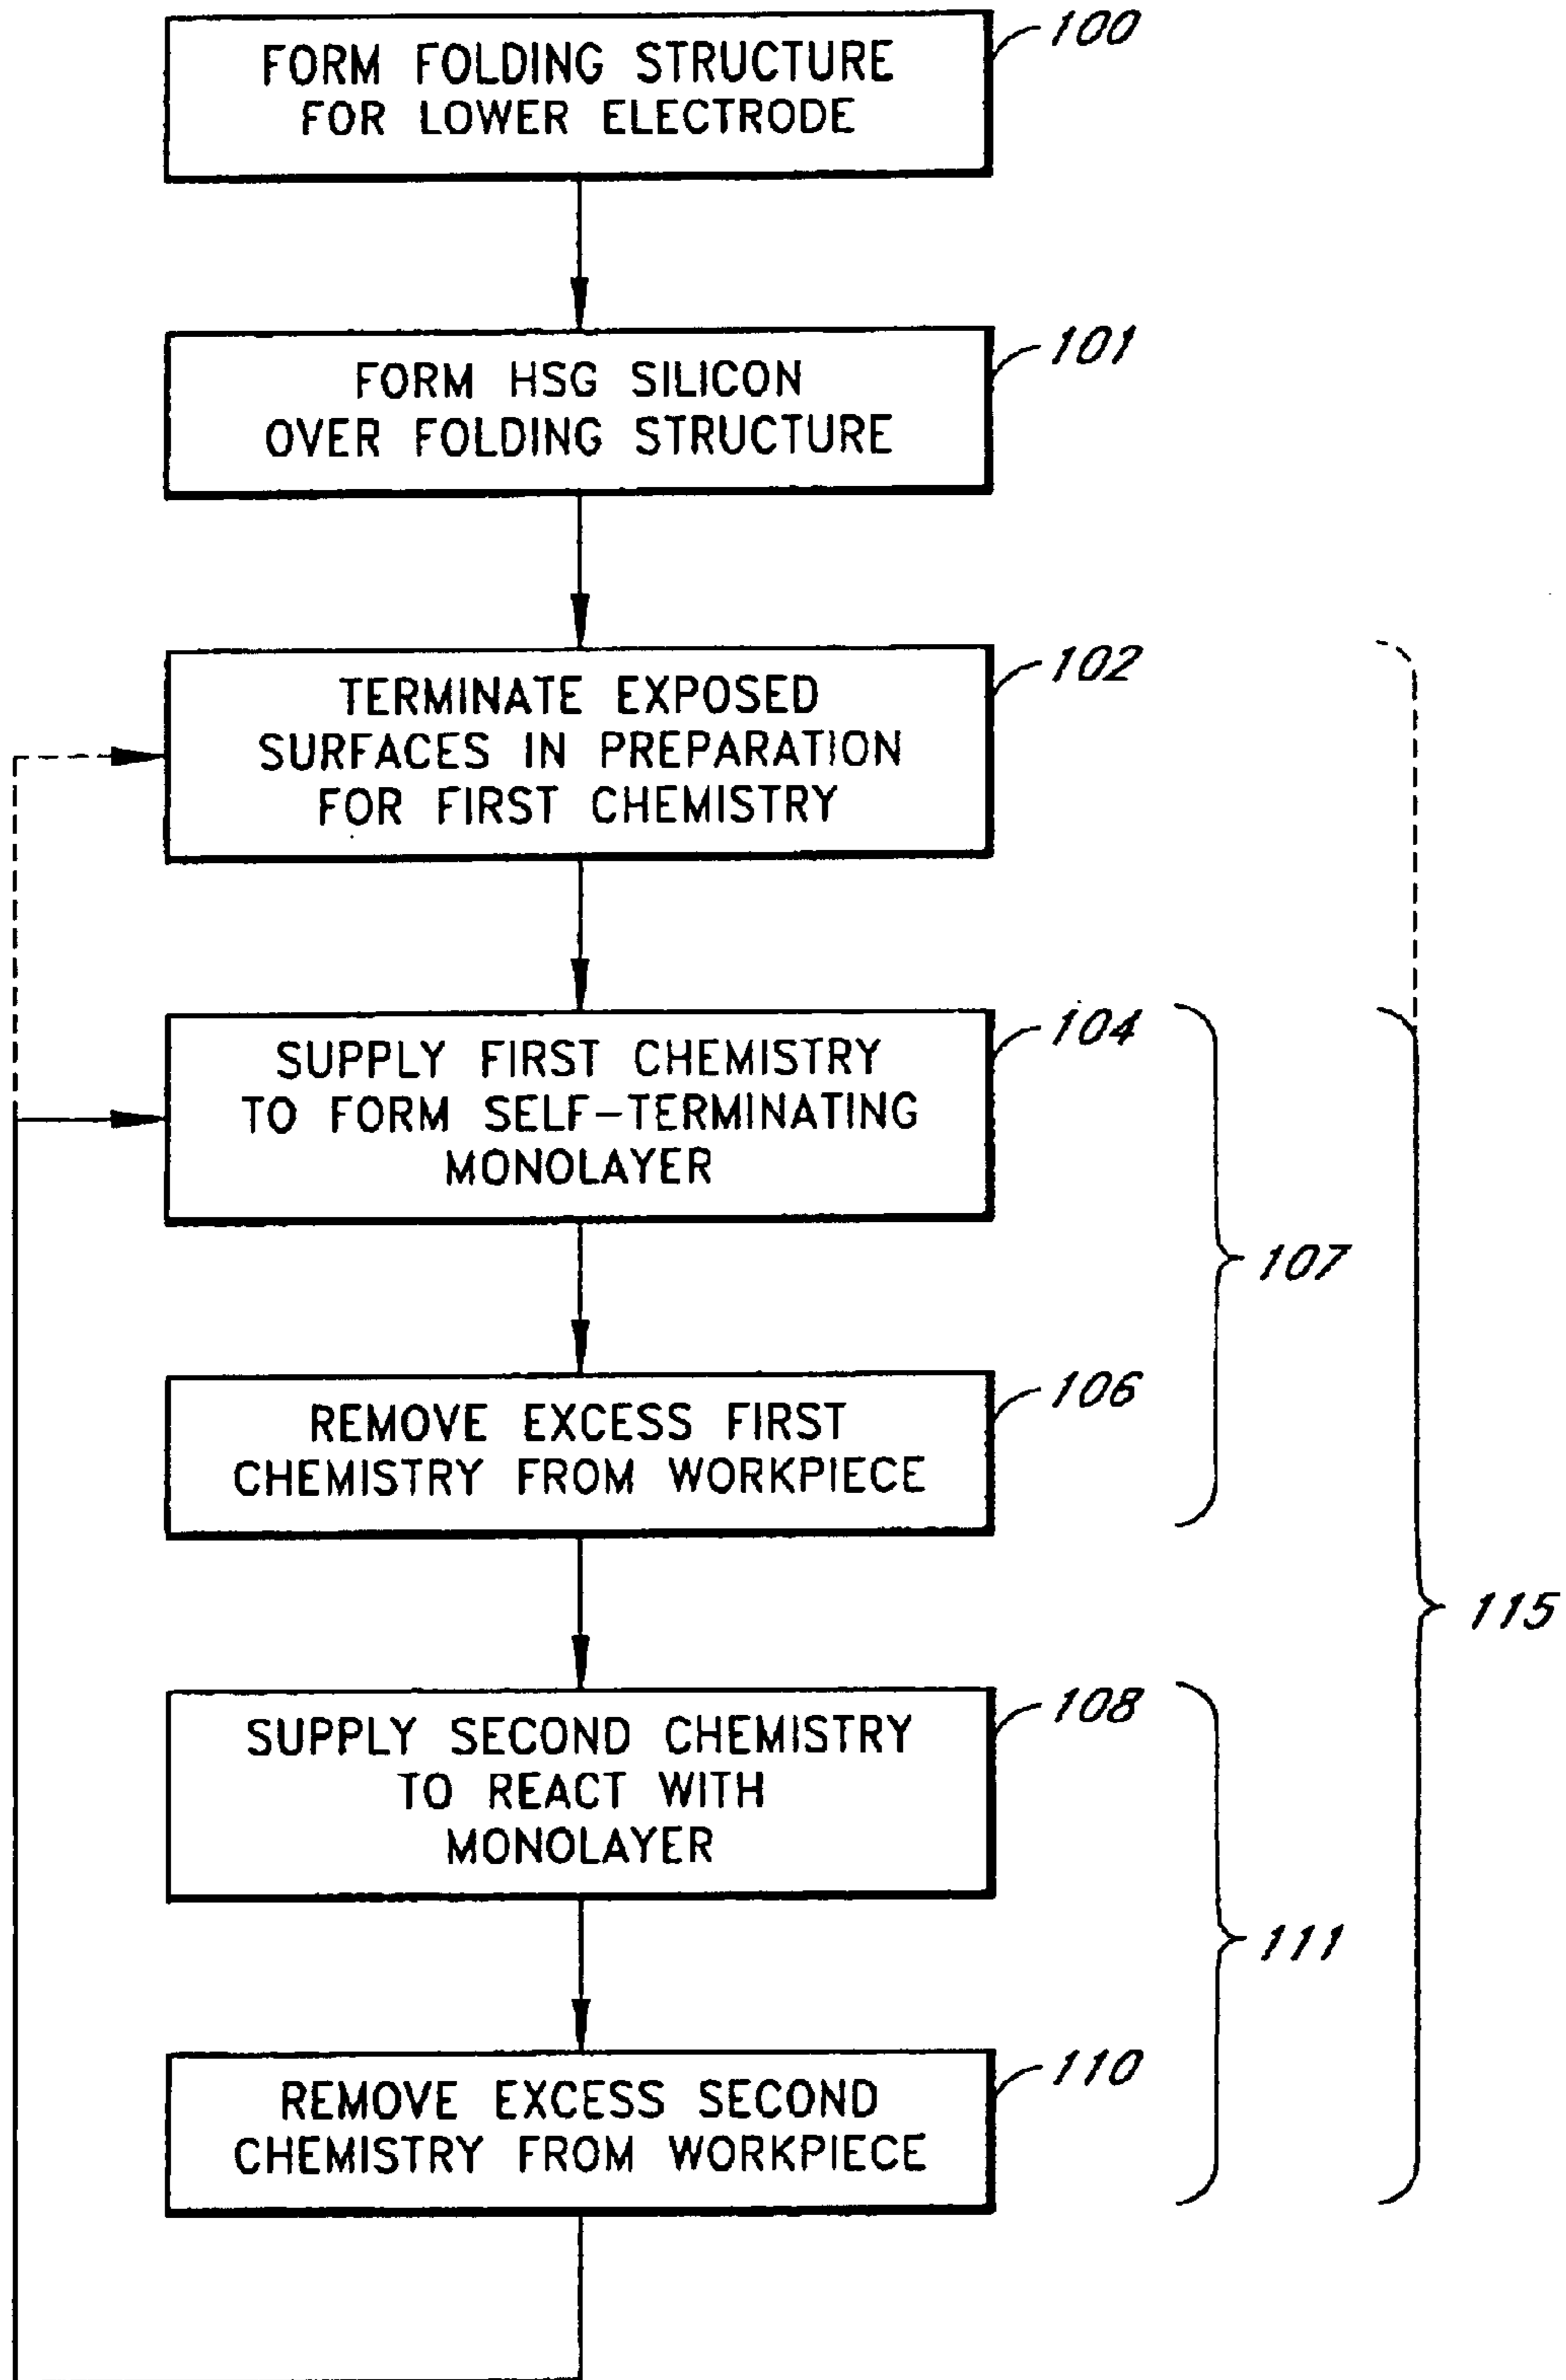 100
FORM FOLDING STRUCTURE
FOR LOWER ELECTRODE
101
FORM HSG SILICON
OVER FOLDING STRUCTURE
102
TERMINATE EXPOSED
SURFACES IN PREPARATION
FOR FIRST CHEMISTRY
104
SUPPLY FIRST CHEMISTRY
TO FORM SELF-TERMINATING
MONOLAYER
107
106
REMOVE EXCESS FIRST
CHEMISTRY FROM WORKPIECE
115
108
SUPPLY SECOND CHEMISTRY
TO REACT WITH
MONOLAYER
111
110
REMOVE EXCESS SECOND
CHEMISTRY FROM WORKPIECE